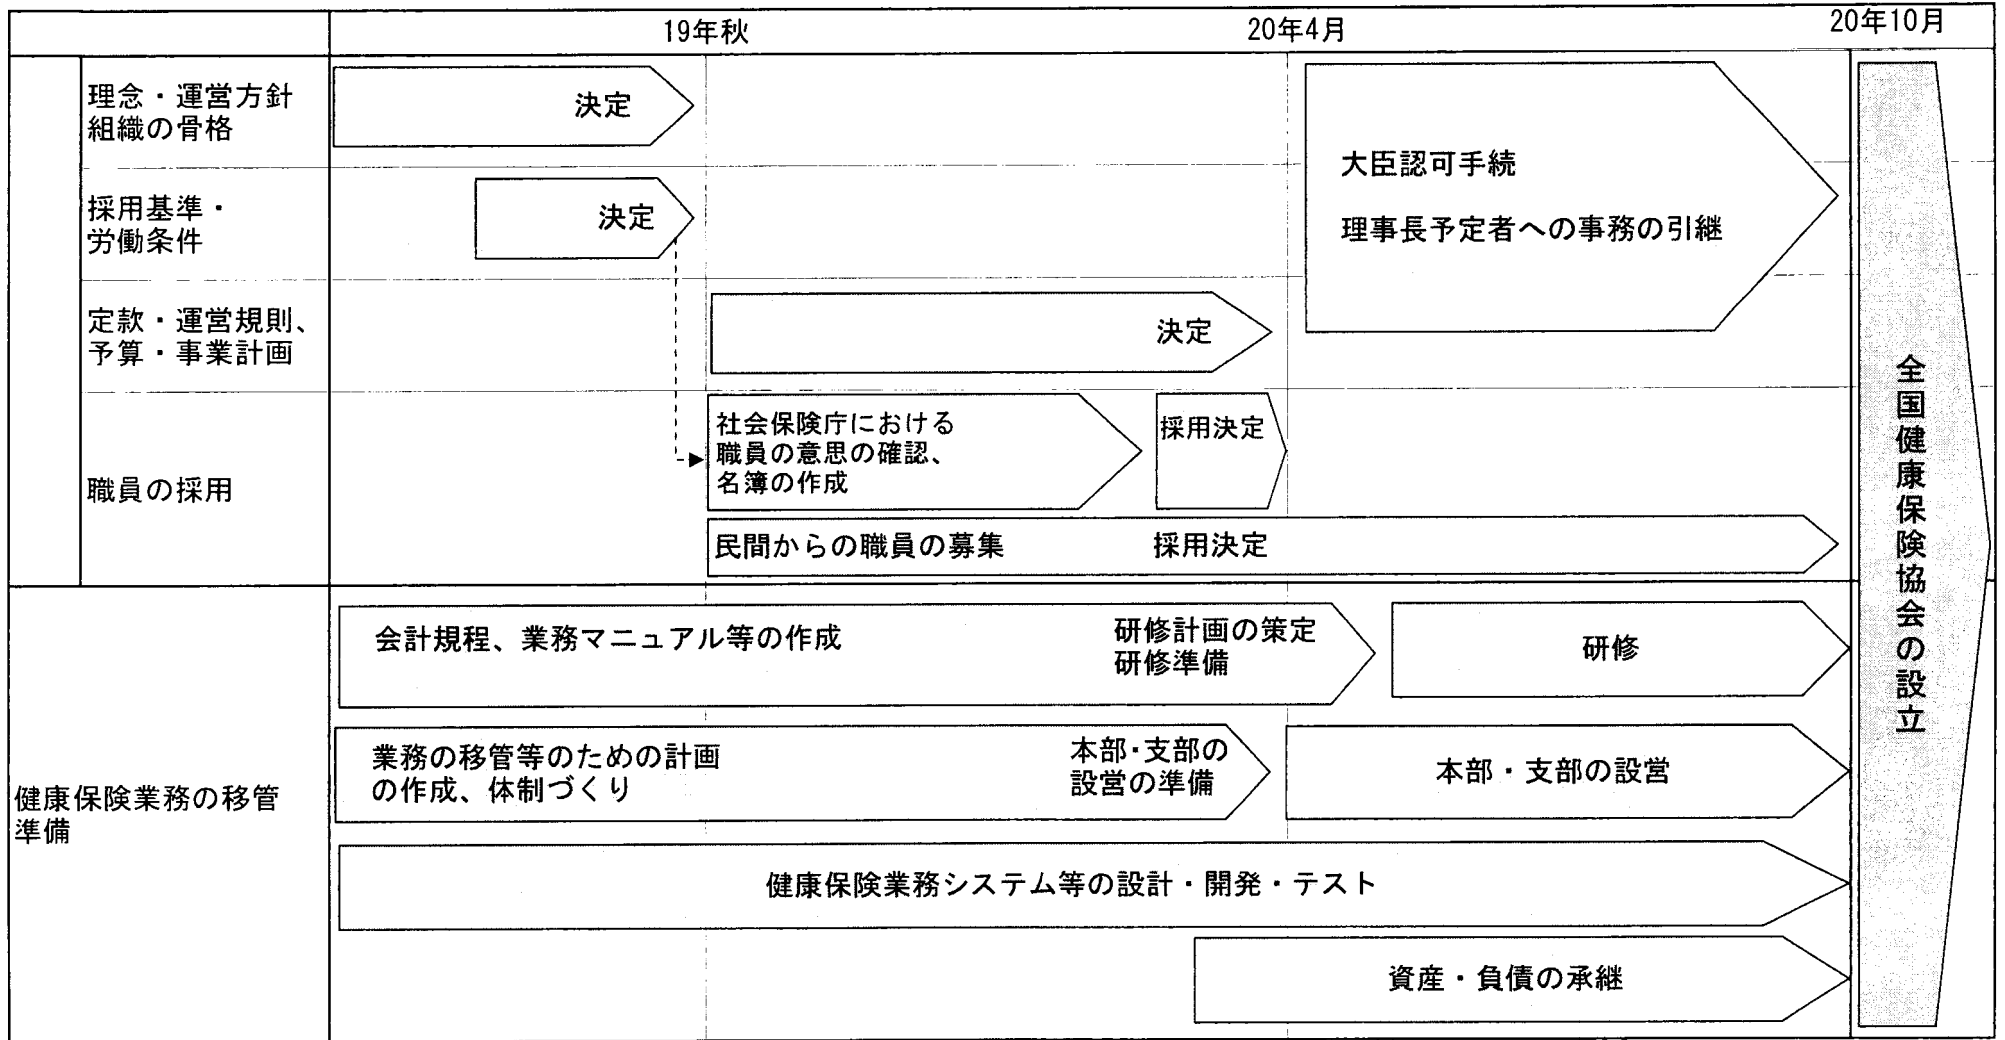 19年秋
20年4月
20年10月
理念・運営方針
組織の骨格
決定
大臣認可手続
理事長予定者への事務の引継
採用基準・
労働条件
決定
定款・運営規則、
予算・事業計画
決定
職員の採用
社会保険庁における
職員の意思の確認、
名簿の作成
採用決定
民間からの職員の募集
採用決定
健康保険業務の移管
準備
会計規程、業務マニュアル等の作成
研修計画の策定
研修準備
研修
業務の移管等のための計画
の作成、体制づくり
本部・支部の
設営の準備
本部・支部の設営
健康保険業務システム等の設計・開発・テスト
資産・負債の承継
全国健康保険協会の設立